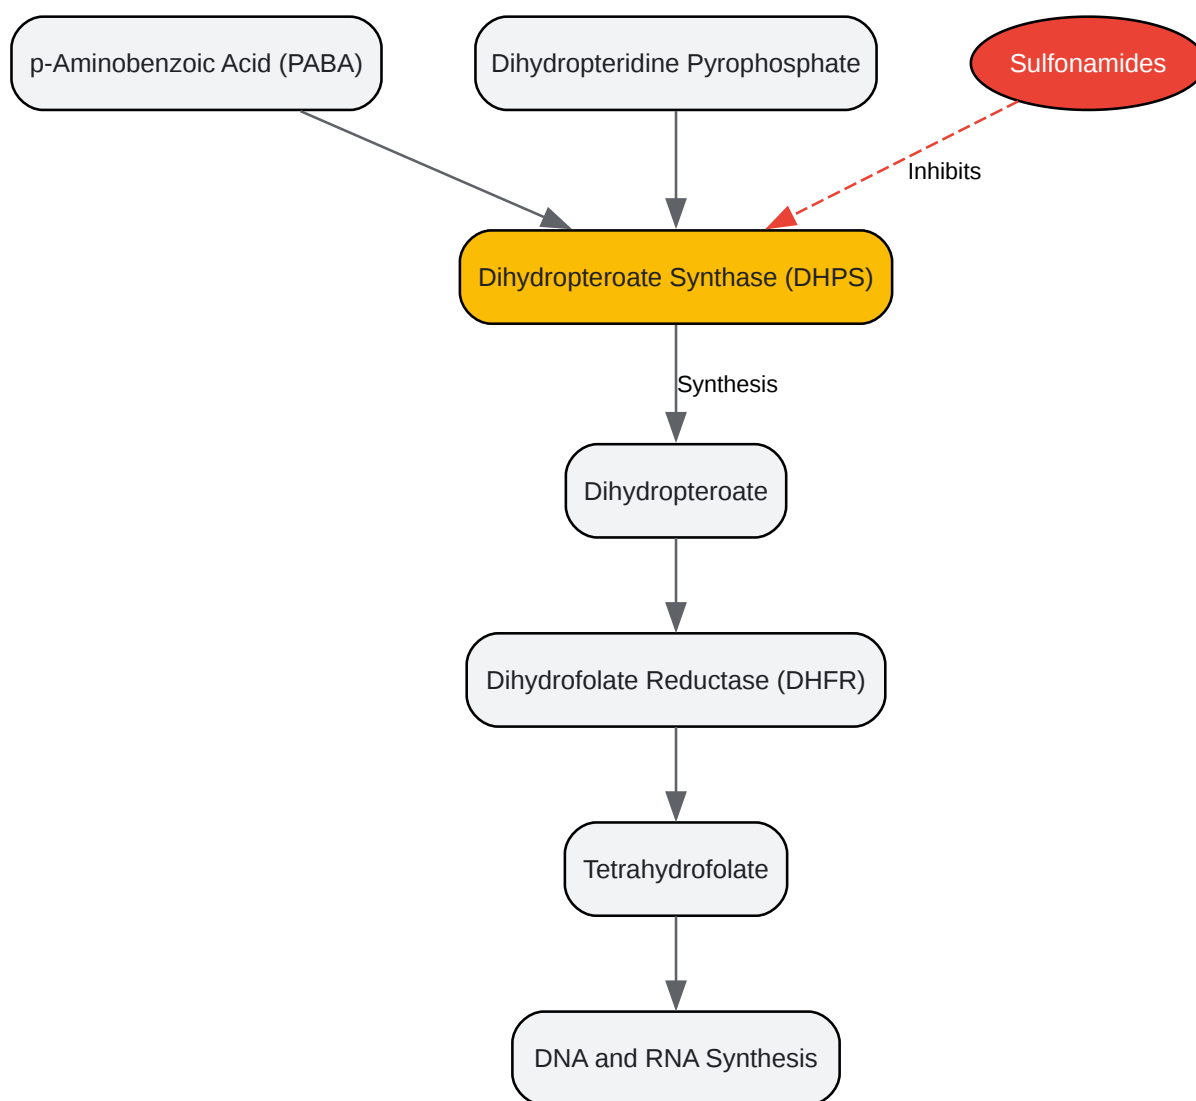 p-Aminobenzoic Acid (PABA)
Dihydropteridine Pyrophosphate
Sulfonamides
Inhibits
Dihydropteroate Synthase (DHPS)
Synthesis
Dihydropteroate
Dihydrofolate Reductase (DHFR)
Tetrahydrofolate
DNA and RNA Synthesis